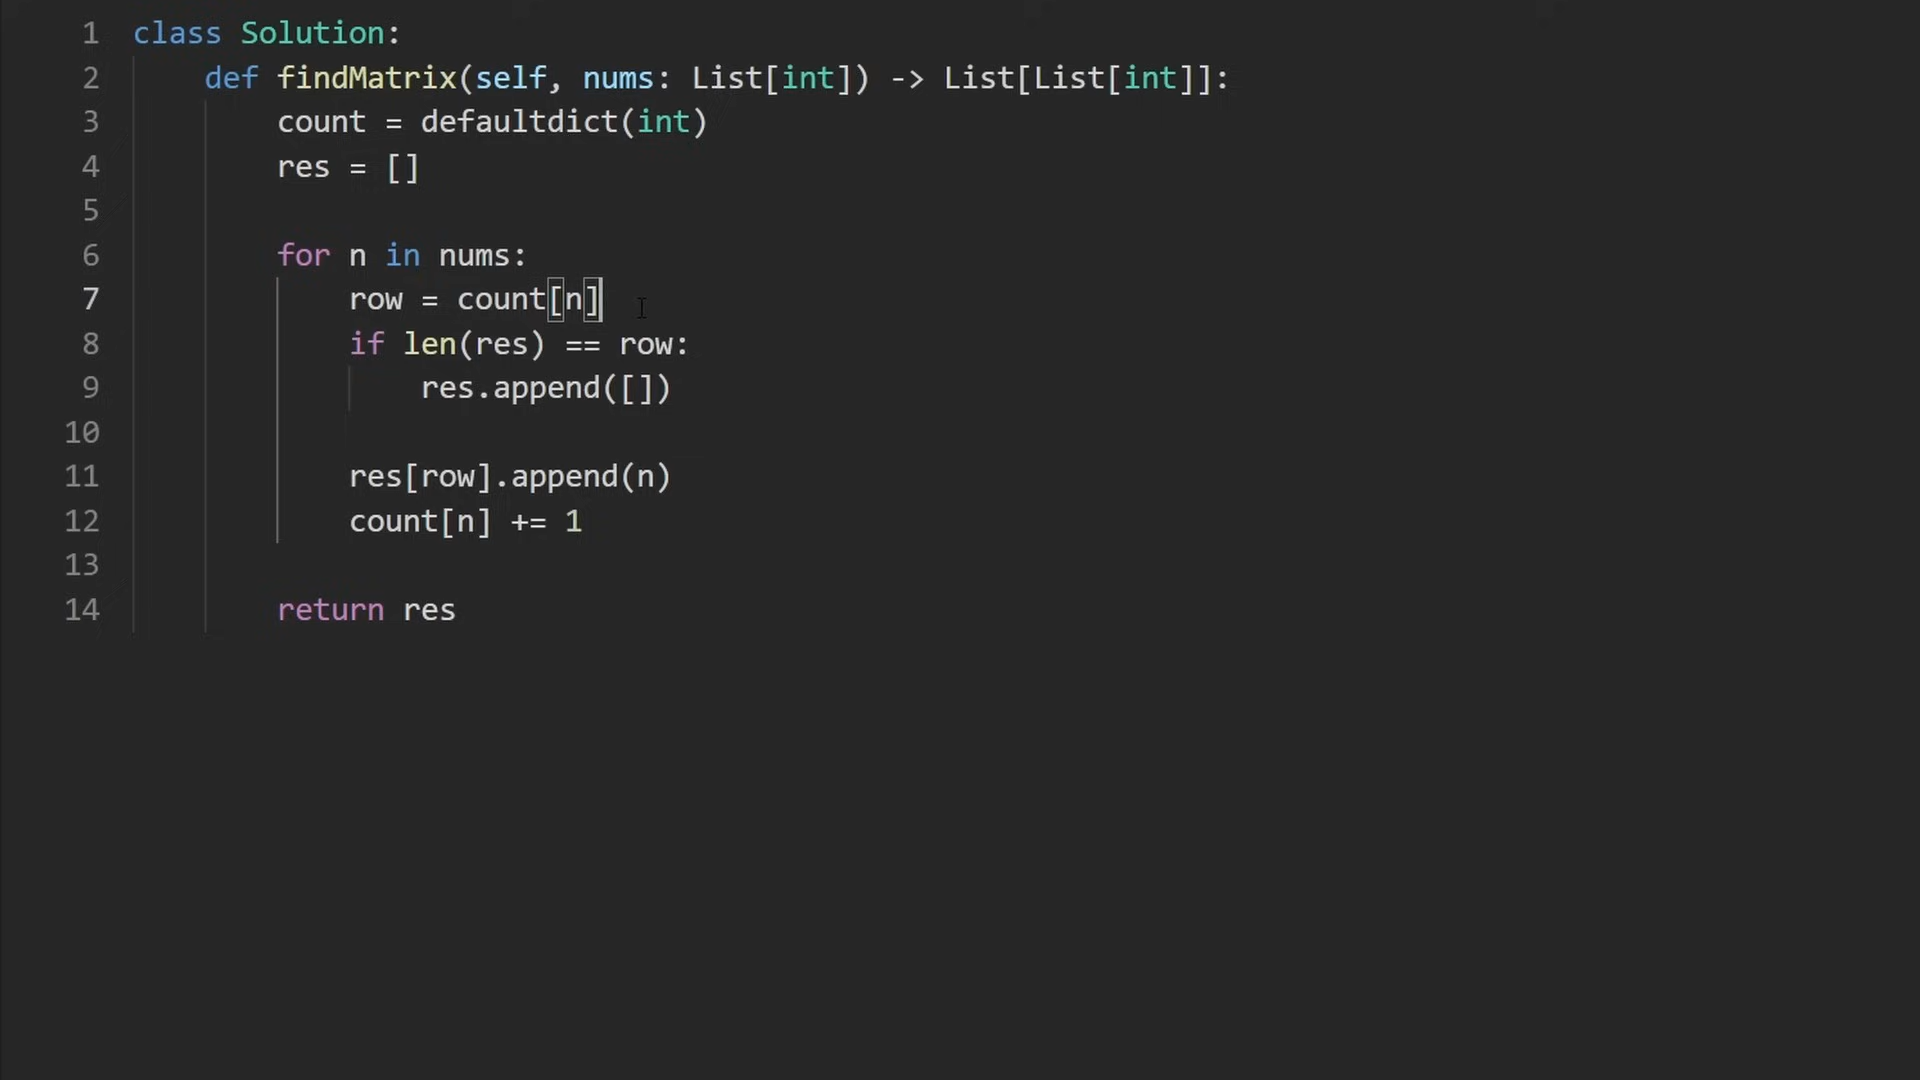 1 class Solution:
2 def findMatrix(self, nums: List[int]) -> List[List[int]]:
3 count = defaultdict(int)
4 res = []
5
6 for n in nums:
7 row = count[n]
8 if len(res) == row:
9 res.append([])
10
11 res[row].append(n)
12 count[n] += 1
13
14 return res